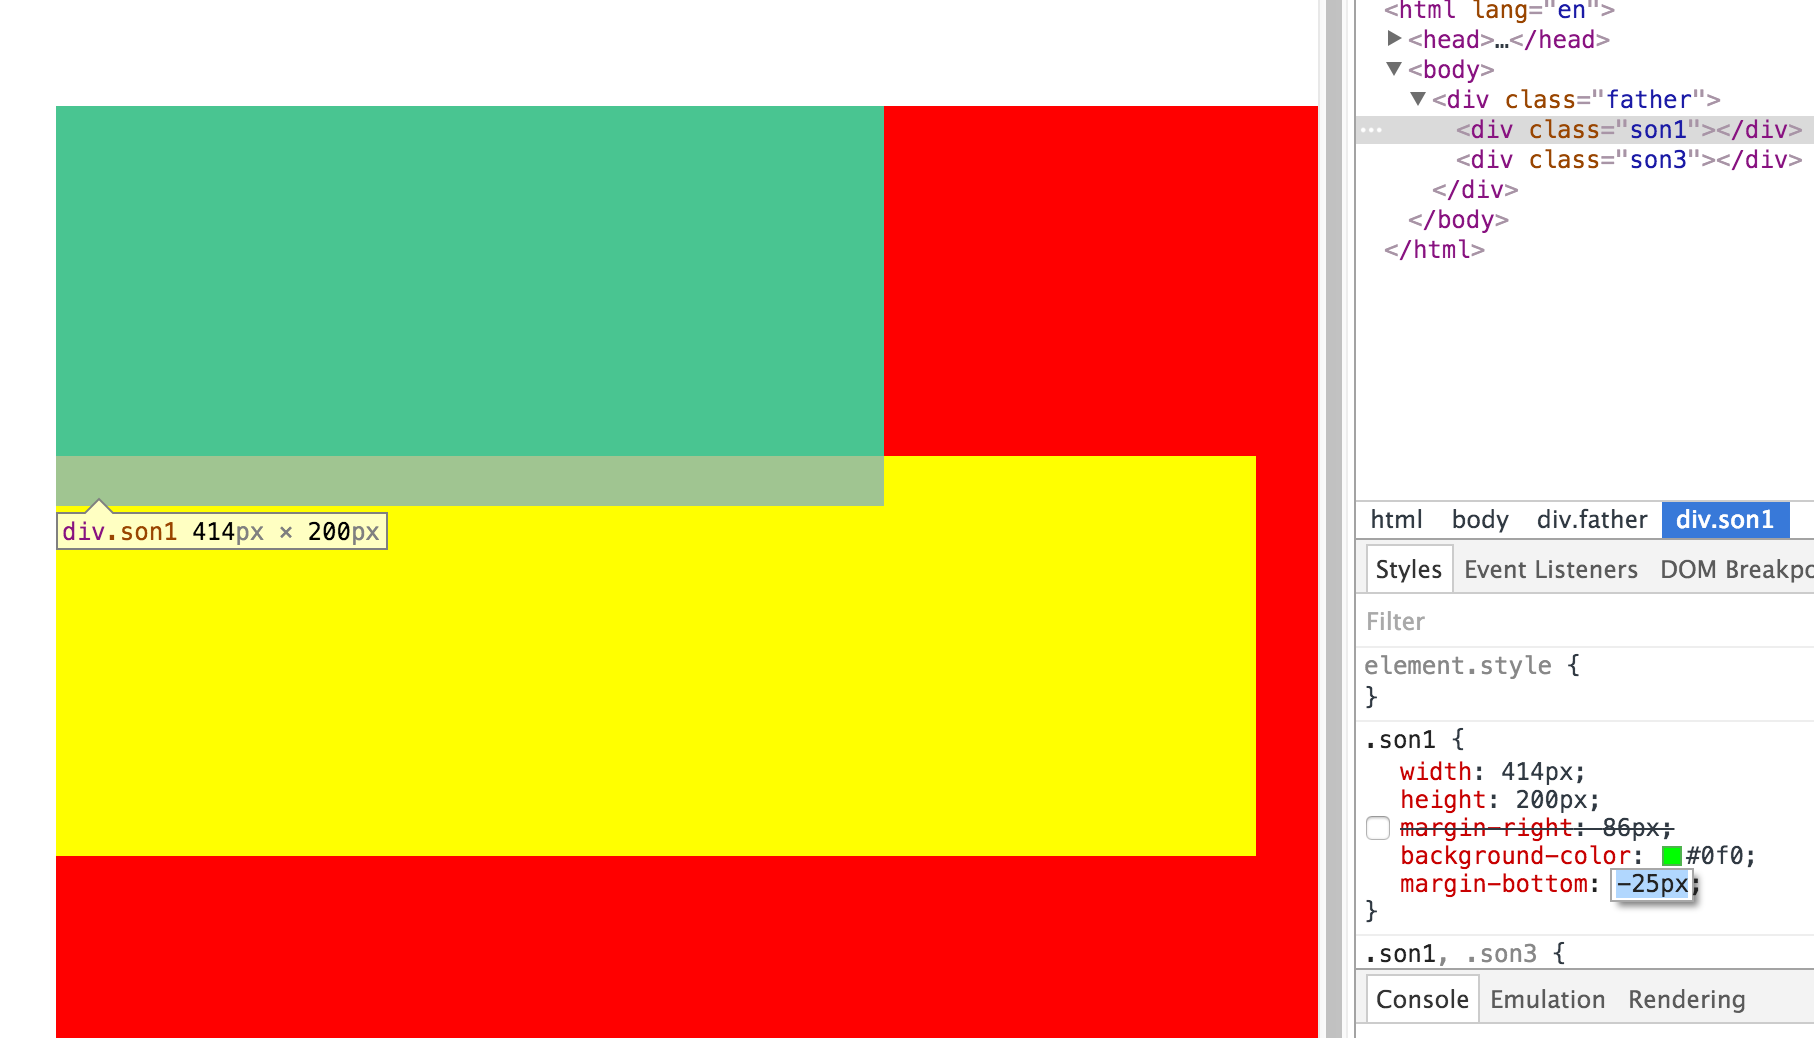 div.son1 414px × 200px
<html lang="en">
<head>…</head>
<body>
<div class="father">
<div class="son1"></div>
<div class="son3"></div>
</div>
</body>
</html>
html body div.father div.son1
Styles Event Listeners DOM Breakpo
Filter
element.style {
}
.son1 {
width: 414px;
height: 200px;
margin-right: 86px;
background-color: #0f0;
margin-bottom: -25px;
}
.son1, .son3 {
Console Emulation Rendering